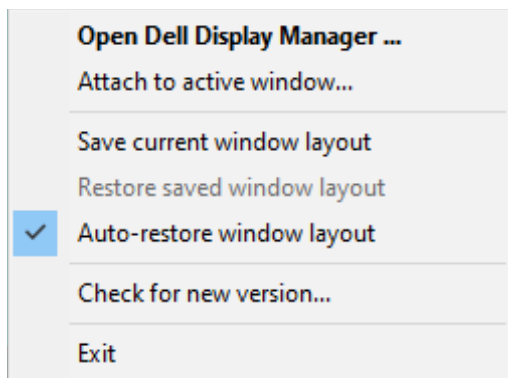 Open Dell Display Manager ...
Attach to active window...
Save current window layout
Restore saved window layout
Auto-restore window layout
Check for new version...
Exit